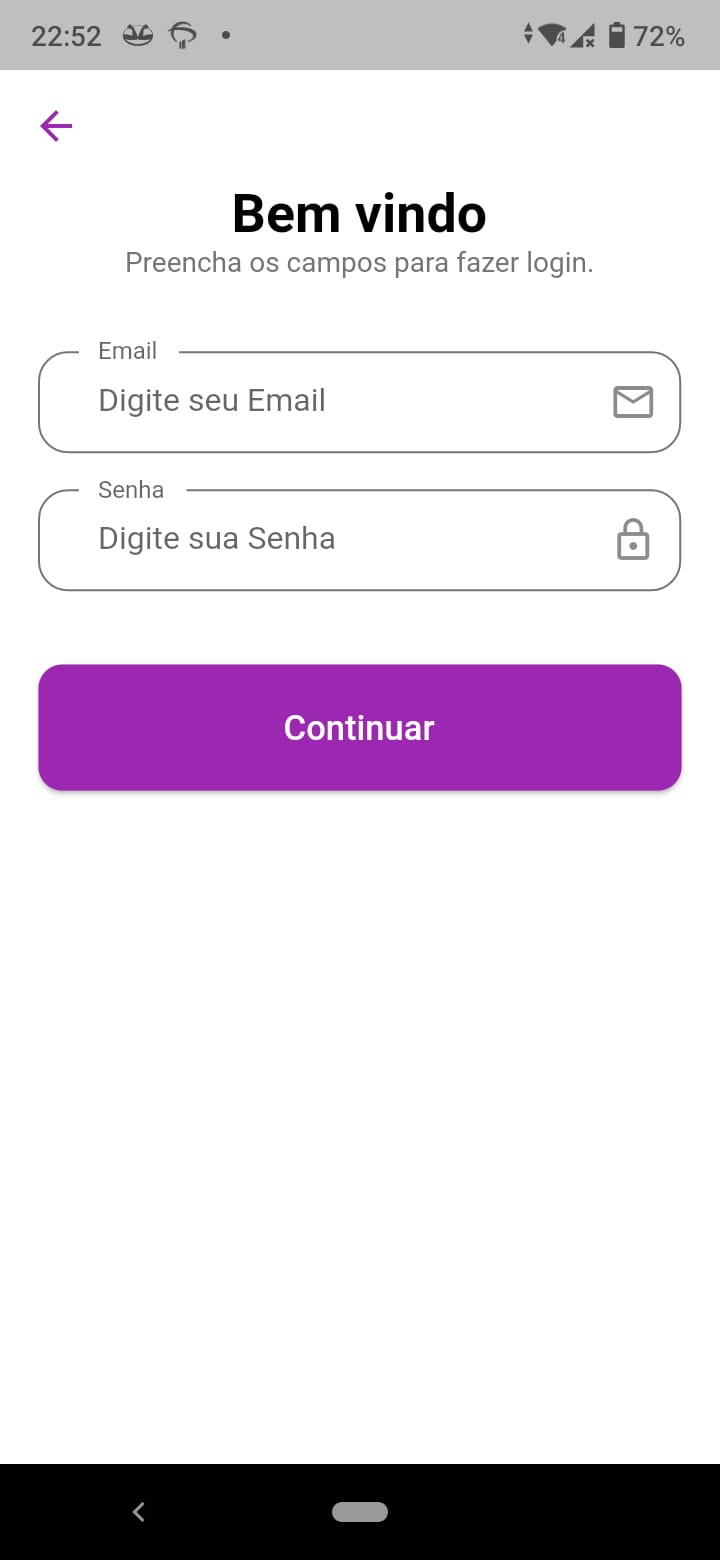 22:52 72%
Bem vindo
Preencha os campos para fazer login.
Email
Digite seu Email
Senha
Digite sua Senha
Continuar